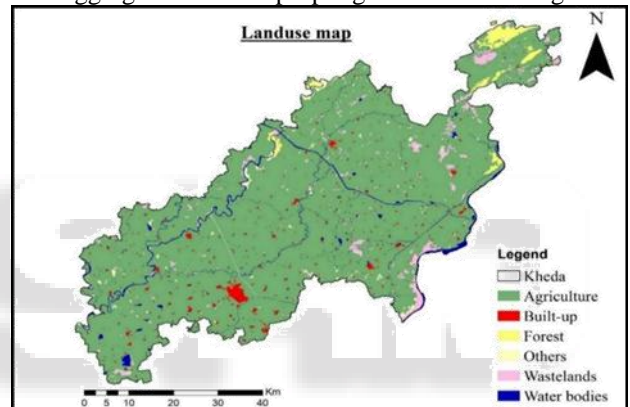 Landuse map
N
Legend
Kheda
Agriculture
Built-up
Forest
Others
Wastelands
Water bodies
Km
0 5 10 20 30 40